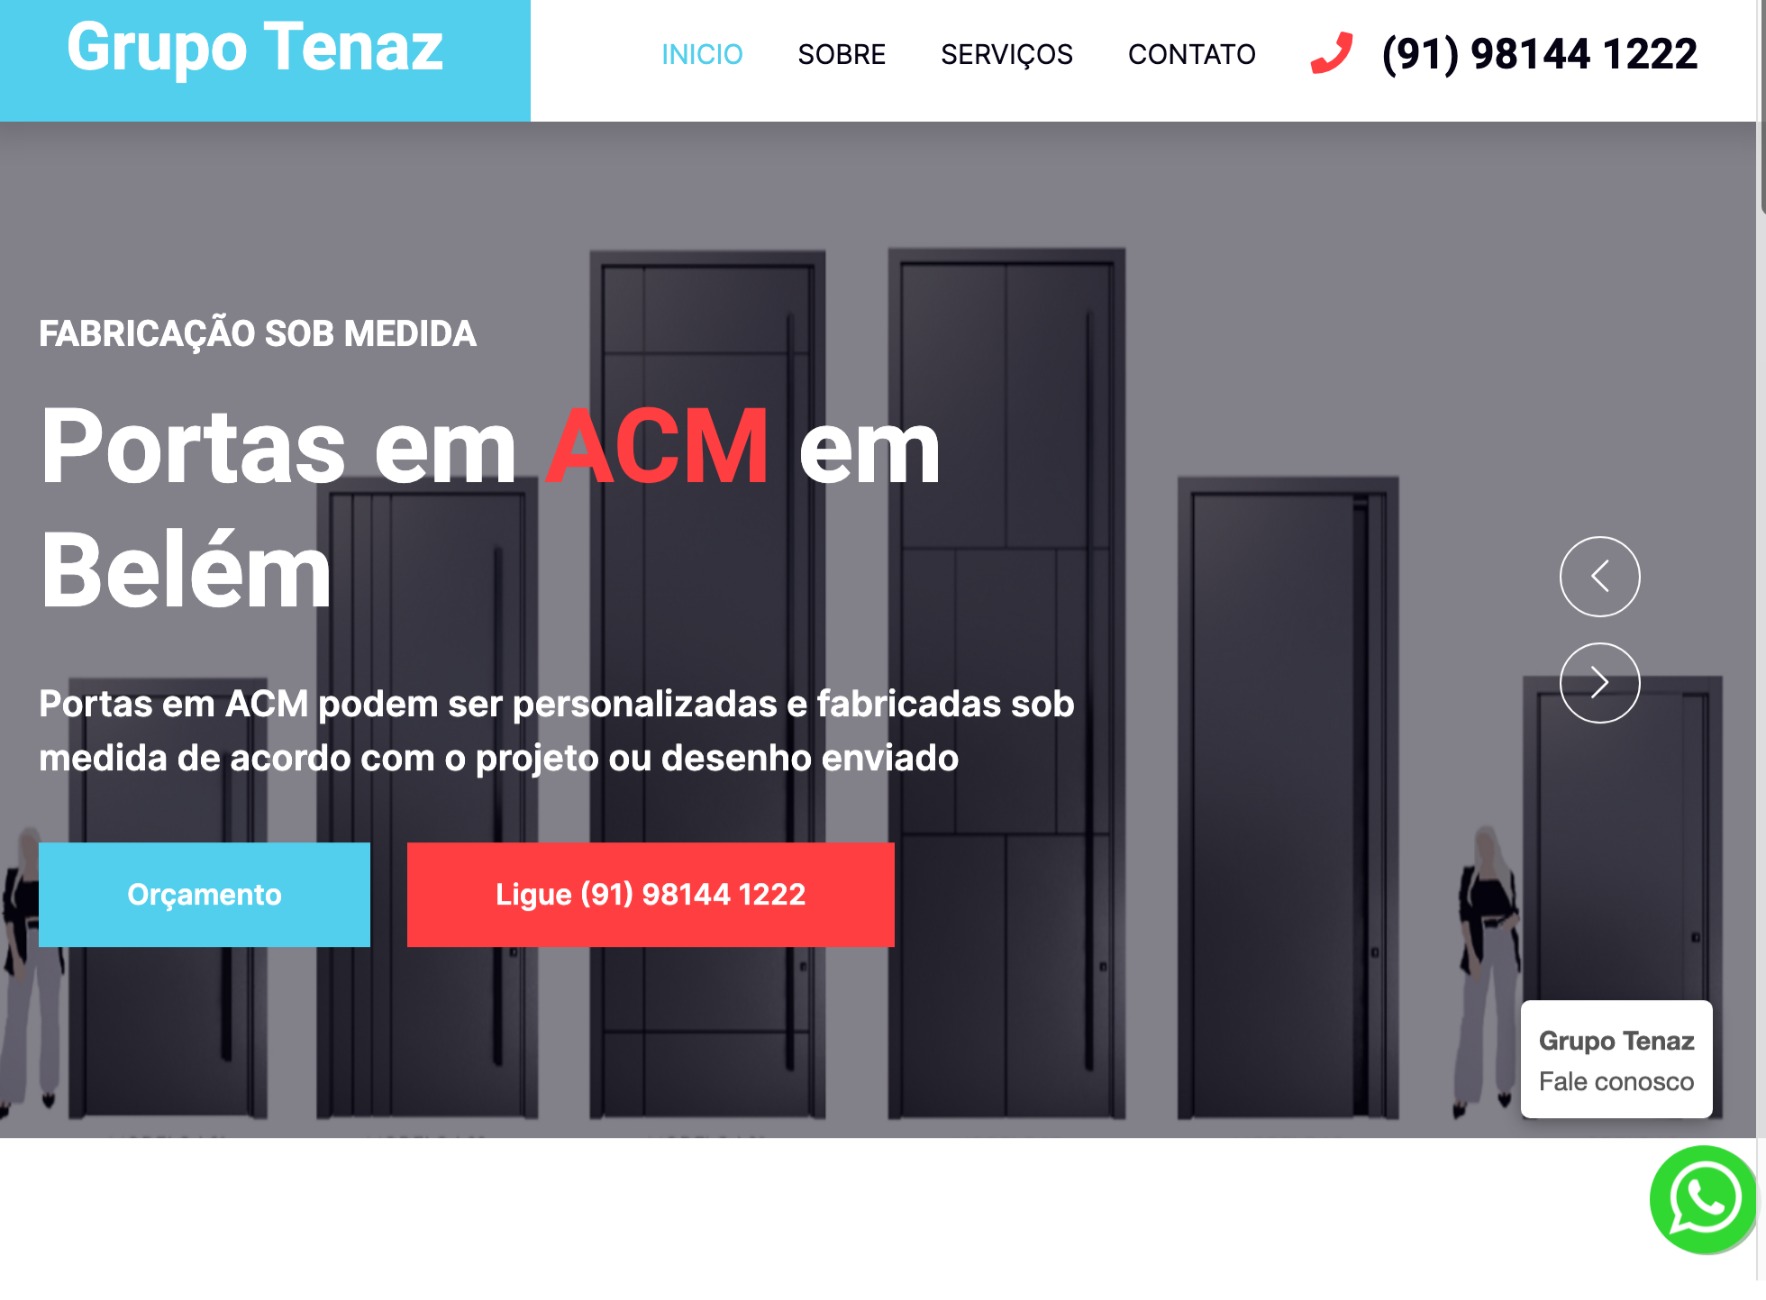 Grupo Tenaz
INICIO SOBRE SERVIÇOS CONTATO (91) 98144 1222
FABRICAÇÃO SOB MEDIDA
Portas em ACM em
Belém
Portas em ACM podem ser personalizadas e fabricadas sob
medida de acordo com o projeto ou desenho enviado
Orçamento
Ligue (91) 98144 1222
Grupo Tenaz
Fale conosco